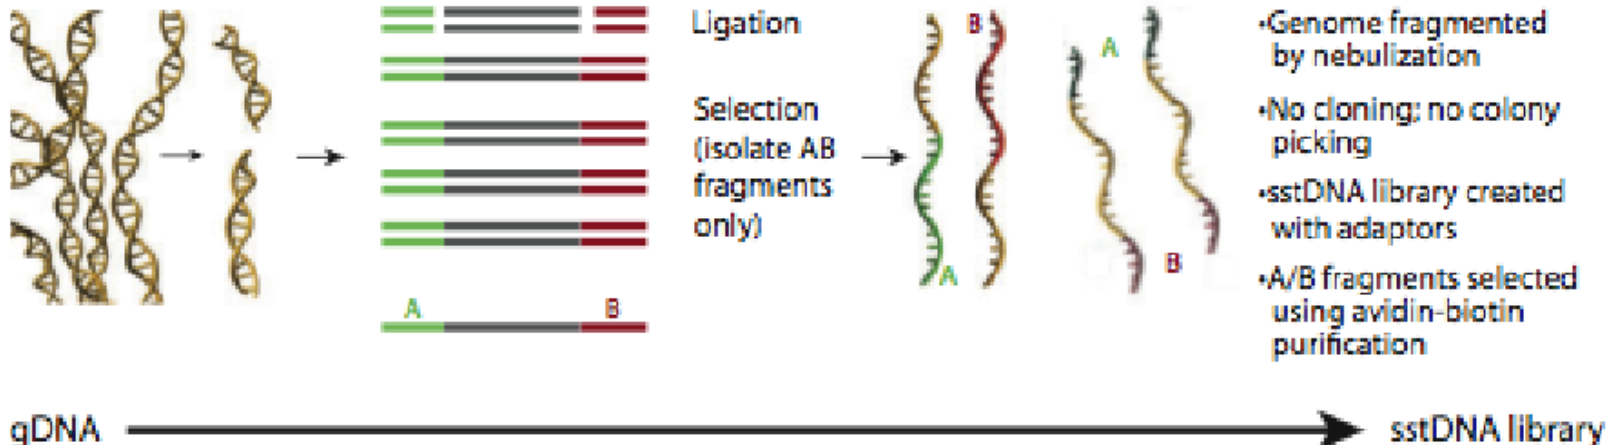 Ligation
Selection
(isolate AB
fragments
only)
A
B
B
A
A
B
•Genome fragmented
by nebulization
•No cloning; no colony
picking
•sstDNA library created
with adaptors
•A/B fragments selected
using avidin-biotin
purification
gDNA
sstDNA library